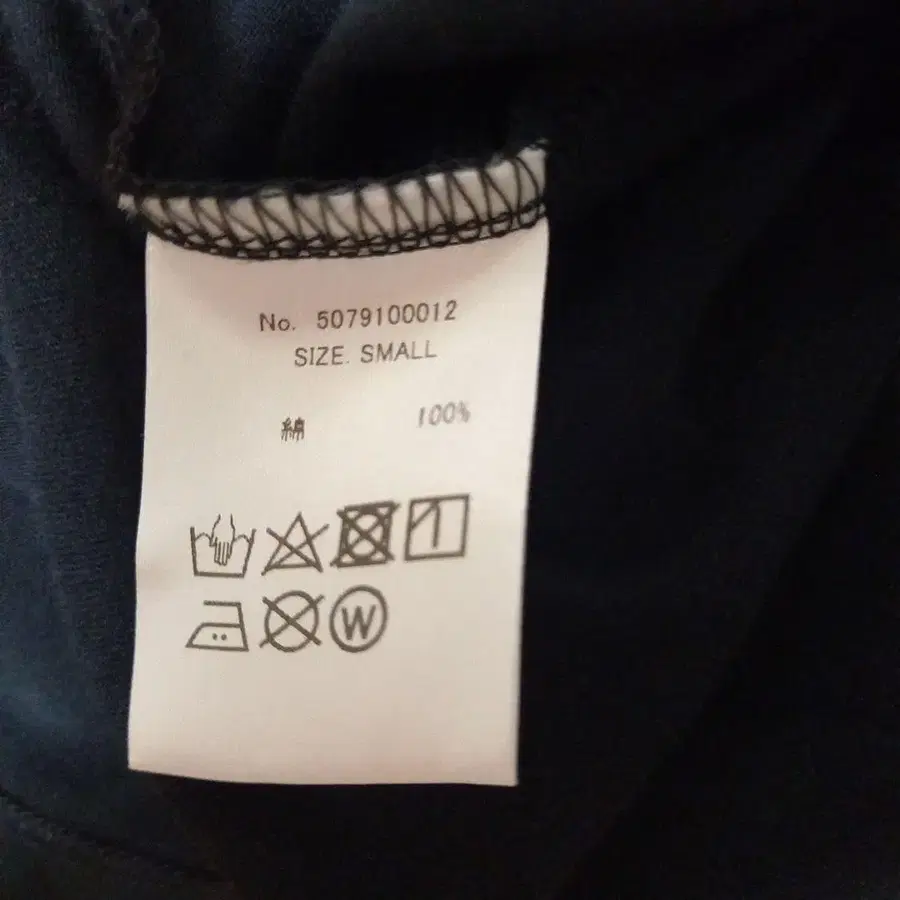 No. 5079100012
SIZE. SMALL
綿 100%
W